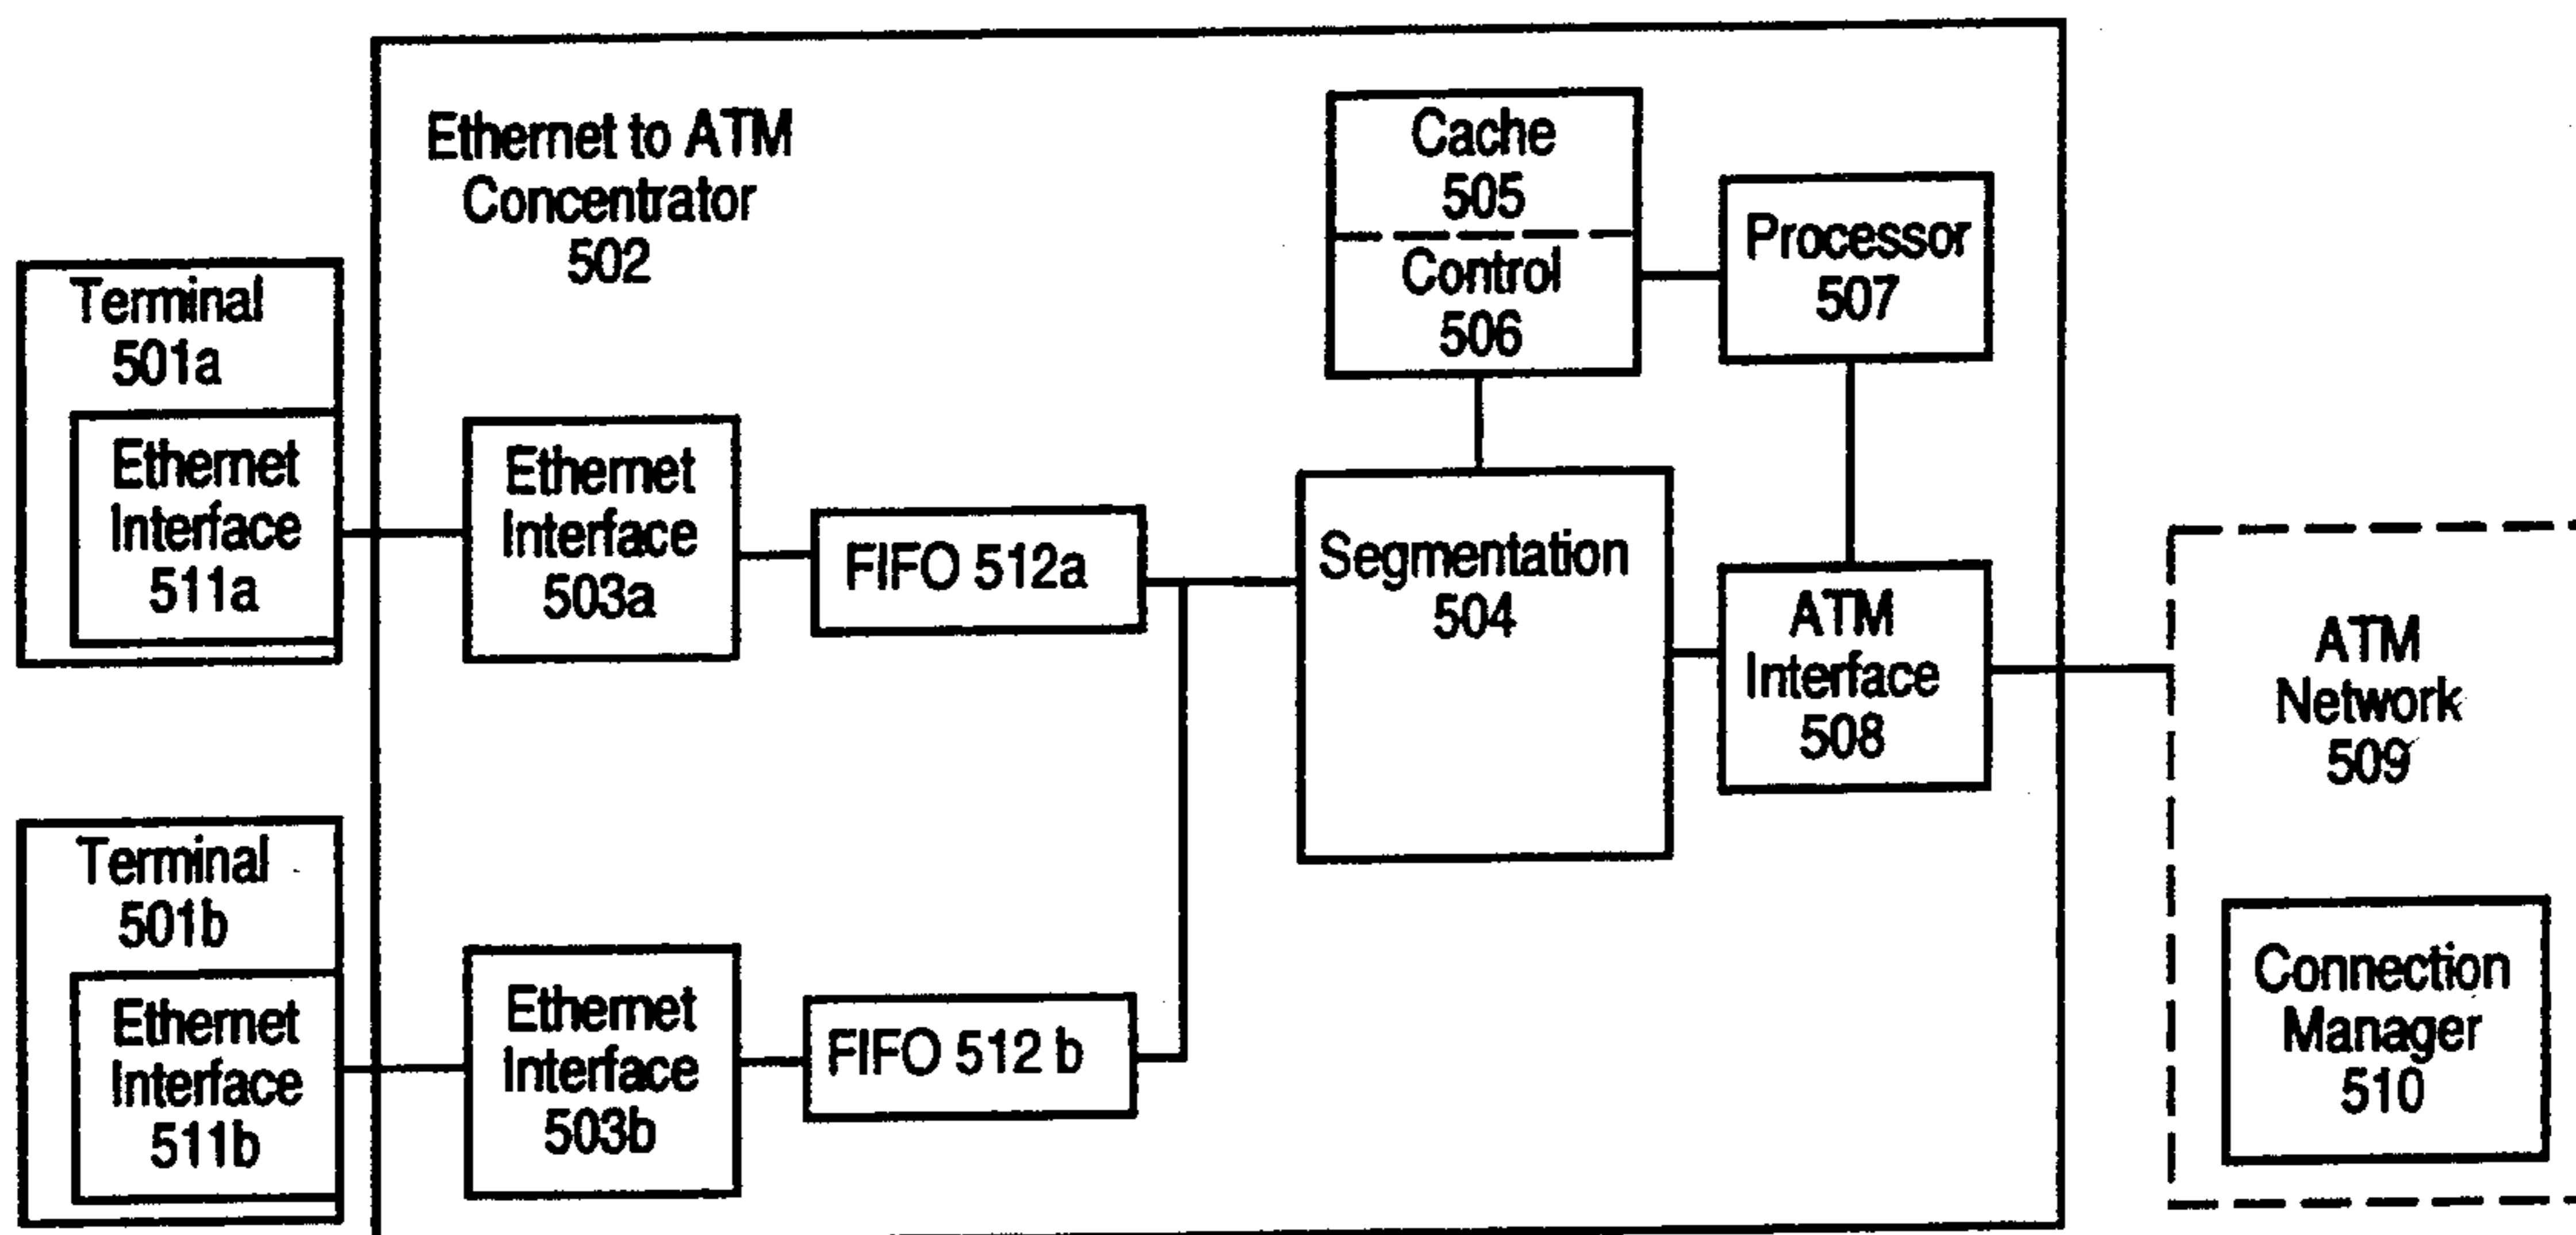 Ethernet to ATM
Concentrator
502
Terminal
501a
Ethernet
Interface
511a
Terminal
501b
Ethernet
Interface
511b
Ethernet
Interface
503a
FIFO 512a
Ethernet
Interface
503b
FIFO 512 b
Cache
505
Control
506
Processor
507
Segmentation
504
ATM
Interface
508
ATM
Network
509
Connection
Manager
510